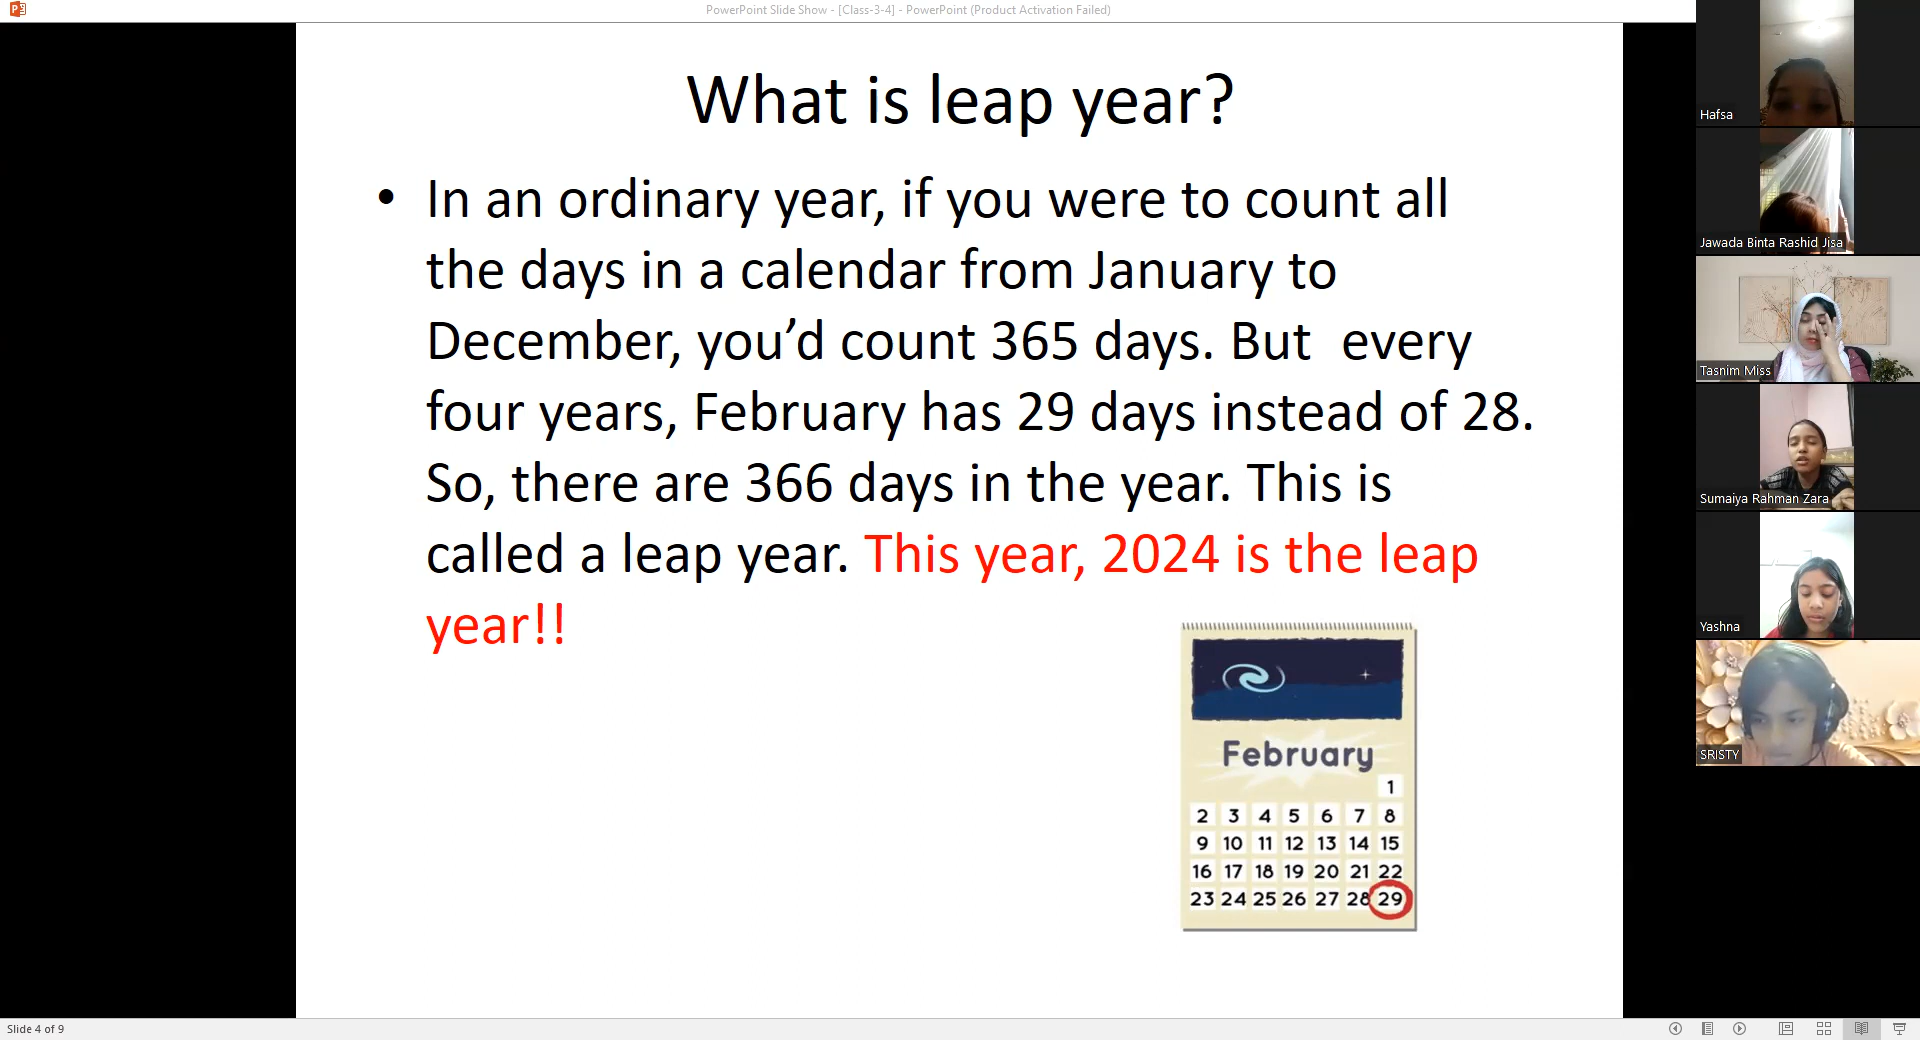 PowerPoint Slide Show - [Class-3-4] - PowerPoint (Product Activation Failed)
What is leap year?
• In an ordinary year, if you were to count all
the days in a calendar from January to
December, you’d count 365 days. But  every
four years, February has 29 days instead of 28.
So, there are 366 days in the year. This is
called a leap year. This year, 2024 is the leap
year!!
February
1
2 3 4 5 6 7 8
9 10 11 12 13 14 15
16 17 18 19 20 21 22
23 24 25 26 27 28 29
Hafsa
Jawada Binta Rashid Jisa
Tasnim Miss
Sumaiya Rahman Zara
Yashna
SRISTY
Slide 4 of 9